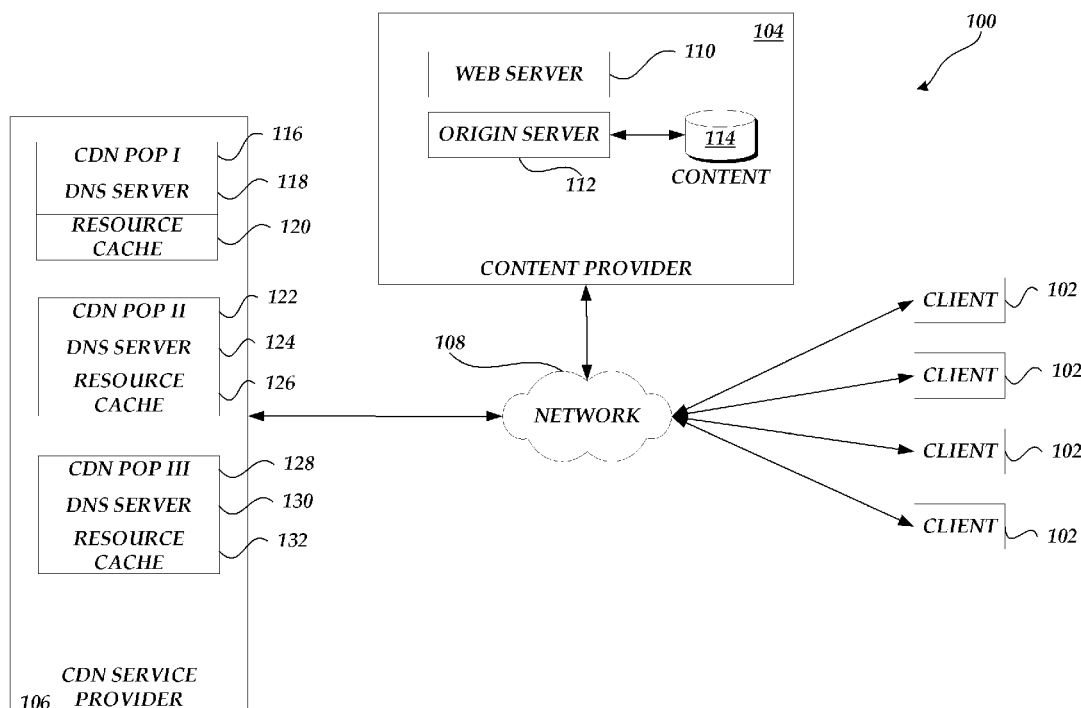 104
100
110
WEB SERVER
ORIGIN SERVER
114
112
CONTENT
CONTENT PROVIDER
116
CDN POP I
118
DNS SERVER
120
RESOURCE
CACHE
122
CDN POP II
124
DNS SERVER
126
RESOURCE
CACHE
128
CDN POP III
130
DNS SERVER
132
RESOURCE
CACHE
CDN SERVICE
PROVIDER
106
108
NETWORK
CLIENT 102
CLIENT 102
CLIENT 102
CLIENT 102